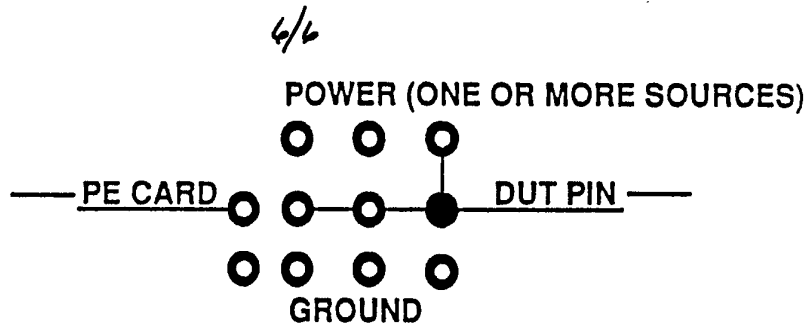 6/6
POWER (ONE OR MORE SOURCES)
PE CARD DUT PIN
GROUND